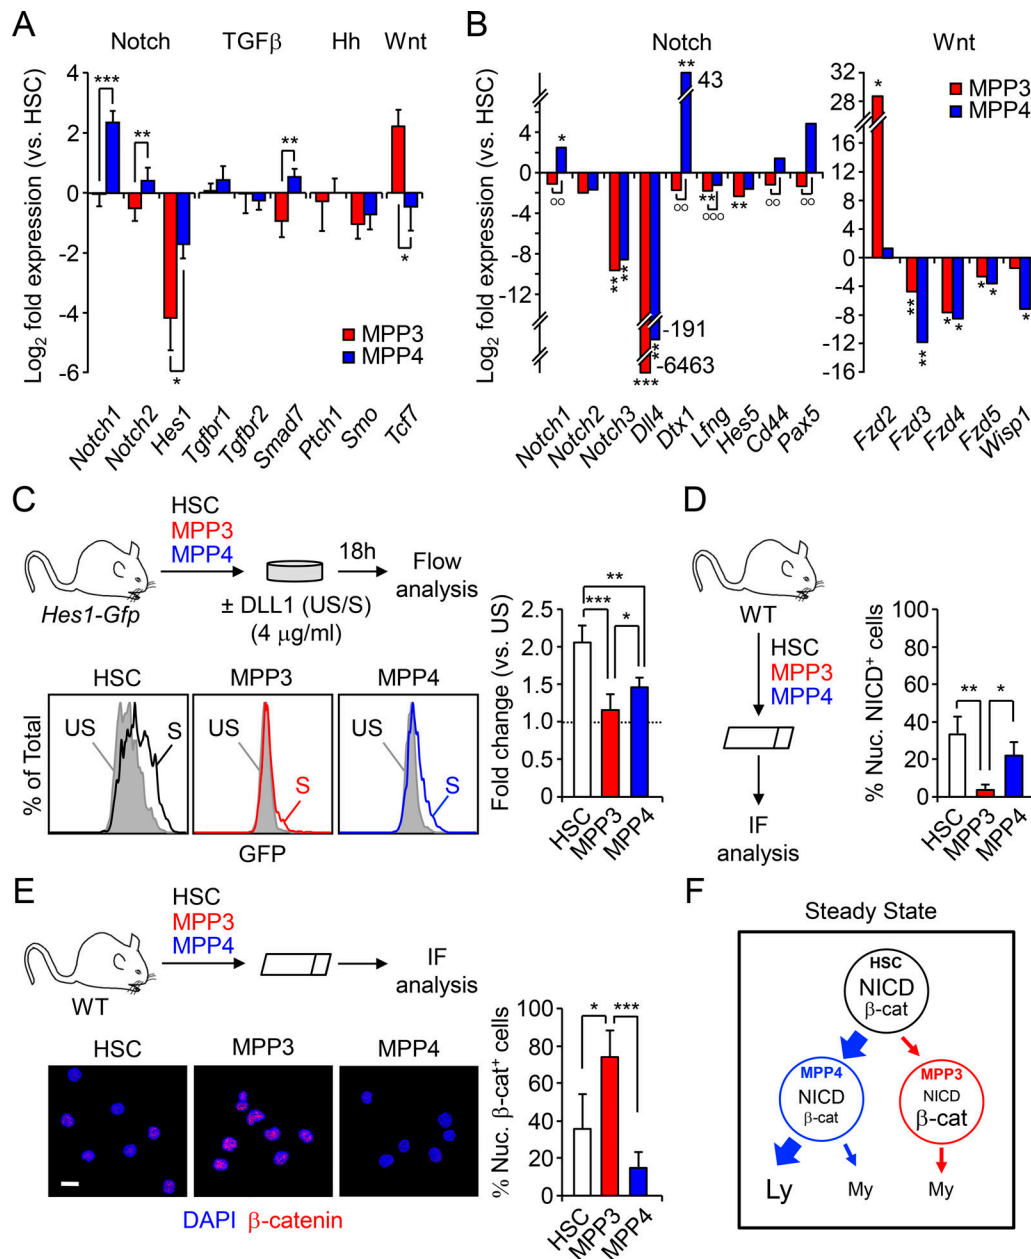 A
Notch
TGFβ
Hh
Wnt
Log₂ fold expression (vs. HSC)
4
2
0
-2
-4
-6
***
**
**
*
*
MPP3
MPP4
Notch1
Notch2
Hes1
Tgfbr1
Tgfbr2
Smad7
Ptch1
Smo
Tcf7
B
Notch
Wnt
Log₂ fold expression (vs. HSC)
8
4
0
-4
-8
-12
*
**
43
°°
**
**
***
**
-191
-6463
°°
**
°°°
**
°°
°°
Notch1
Notch2
Notch3
Dll4
Dtx1
Lfng
Hes5
Cd44
Pax5
32
28
16
12
8
4
0
-4
-8
-12
-16
*
**
**
*
*
*
*
*
MPP3
MPP4
Fzd2
Fzd3
Fzd4
Fzd5
Wisp1
C
Hes1-Gfp
HSC
MPP3
MPP4
± DLL1 (US/S)
(4 μg/ml)
18h
Flow
analysis
HSC
MPP3
MPP4
% of Total
US
S
US
S
US
S
GFP
Fold change (vs. US)
2.5
2.0
1.5
1.0
0.5
0
**
***
*
HSC
MPP3
MPP4
D
WT
HSC
MPP3
MPP4
IF
analysis
% Nuc. NICD⁺ cells
100
80
60
40
20
0
**
*
HSC
MPP3
MPP4
E
WT
HSC
MPP3
MPP4
IF
analysis
HSC
MPP3
MPP4
DAPI β-catenin
% Nuc. β-cat⁺ cells
100
80
60
40
20
0
*
***
HSC
MPP3
MPP4
F
Steady State
HSC
NICD
β-cat
MPP4
NICD
β-cat
MPP3
NICD
β-cat
Ly
My
My